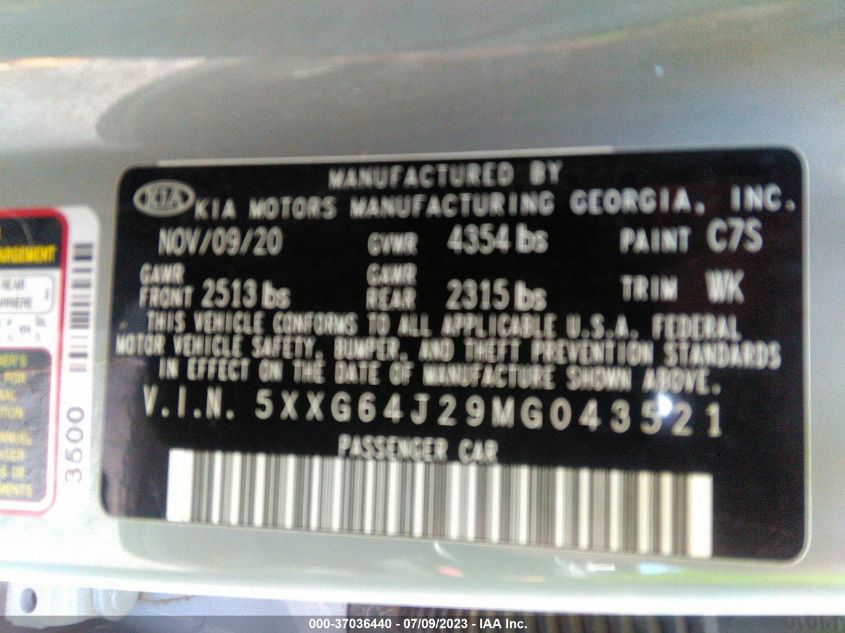 MANUFACTURED BY
KIA
KIA MOTORS MANUFACTURING GEORGIA, INC.
NOV/09/20 GVWR 4354 lbs PAINT C7S
GAWR FRONT 2513 lbs GAWR REAR 2315 lbs TRIM WK
THIS VEHICLE CONFORMS TO ALL APPLICABLE U.S.A. FEDERAL
MOTOR VEHICLE SAFETY, BUMPER, AND THEFT PREVENTION STANDARDS
IN EFFECT ON THE DATE OF MANUFACTURE SHOWN ABOVE.
V.I.N. 5XXG64J29MG043521
PASSENGER CAR
3500
000-37036440 - 07/09/2023 - IAA Inc.